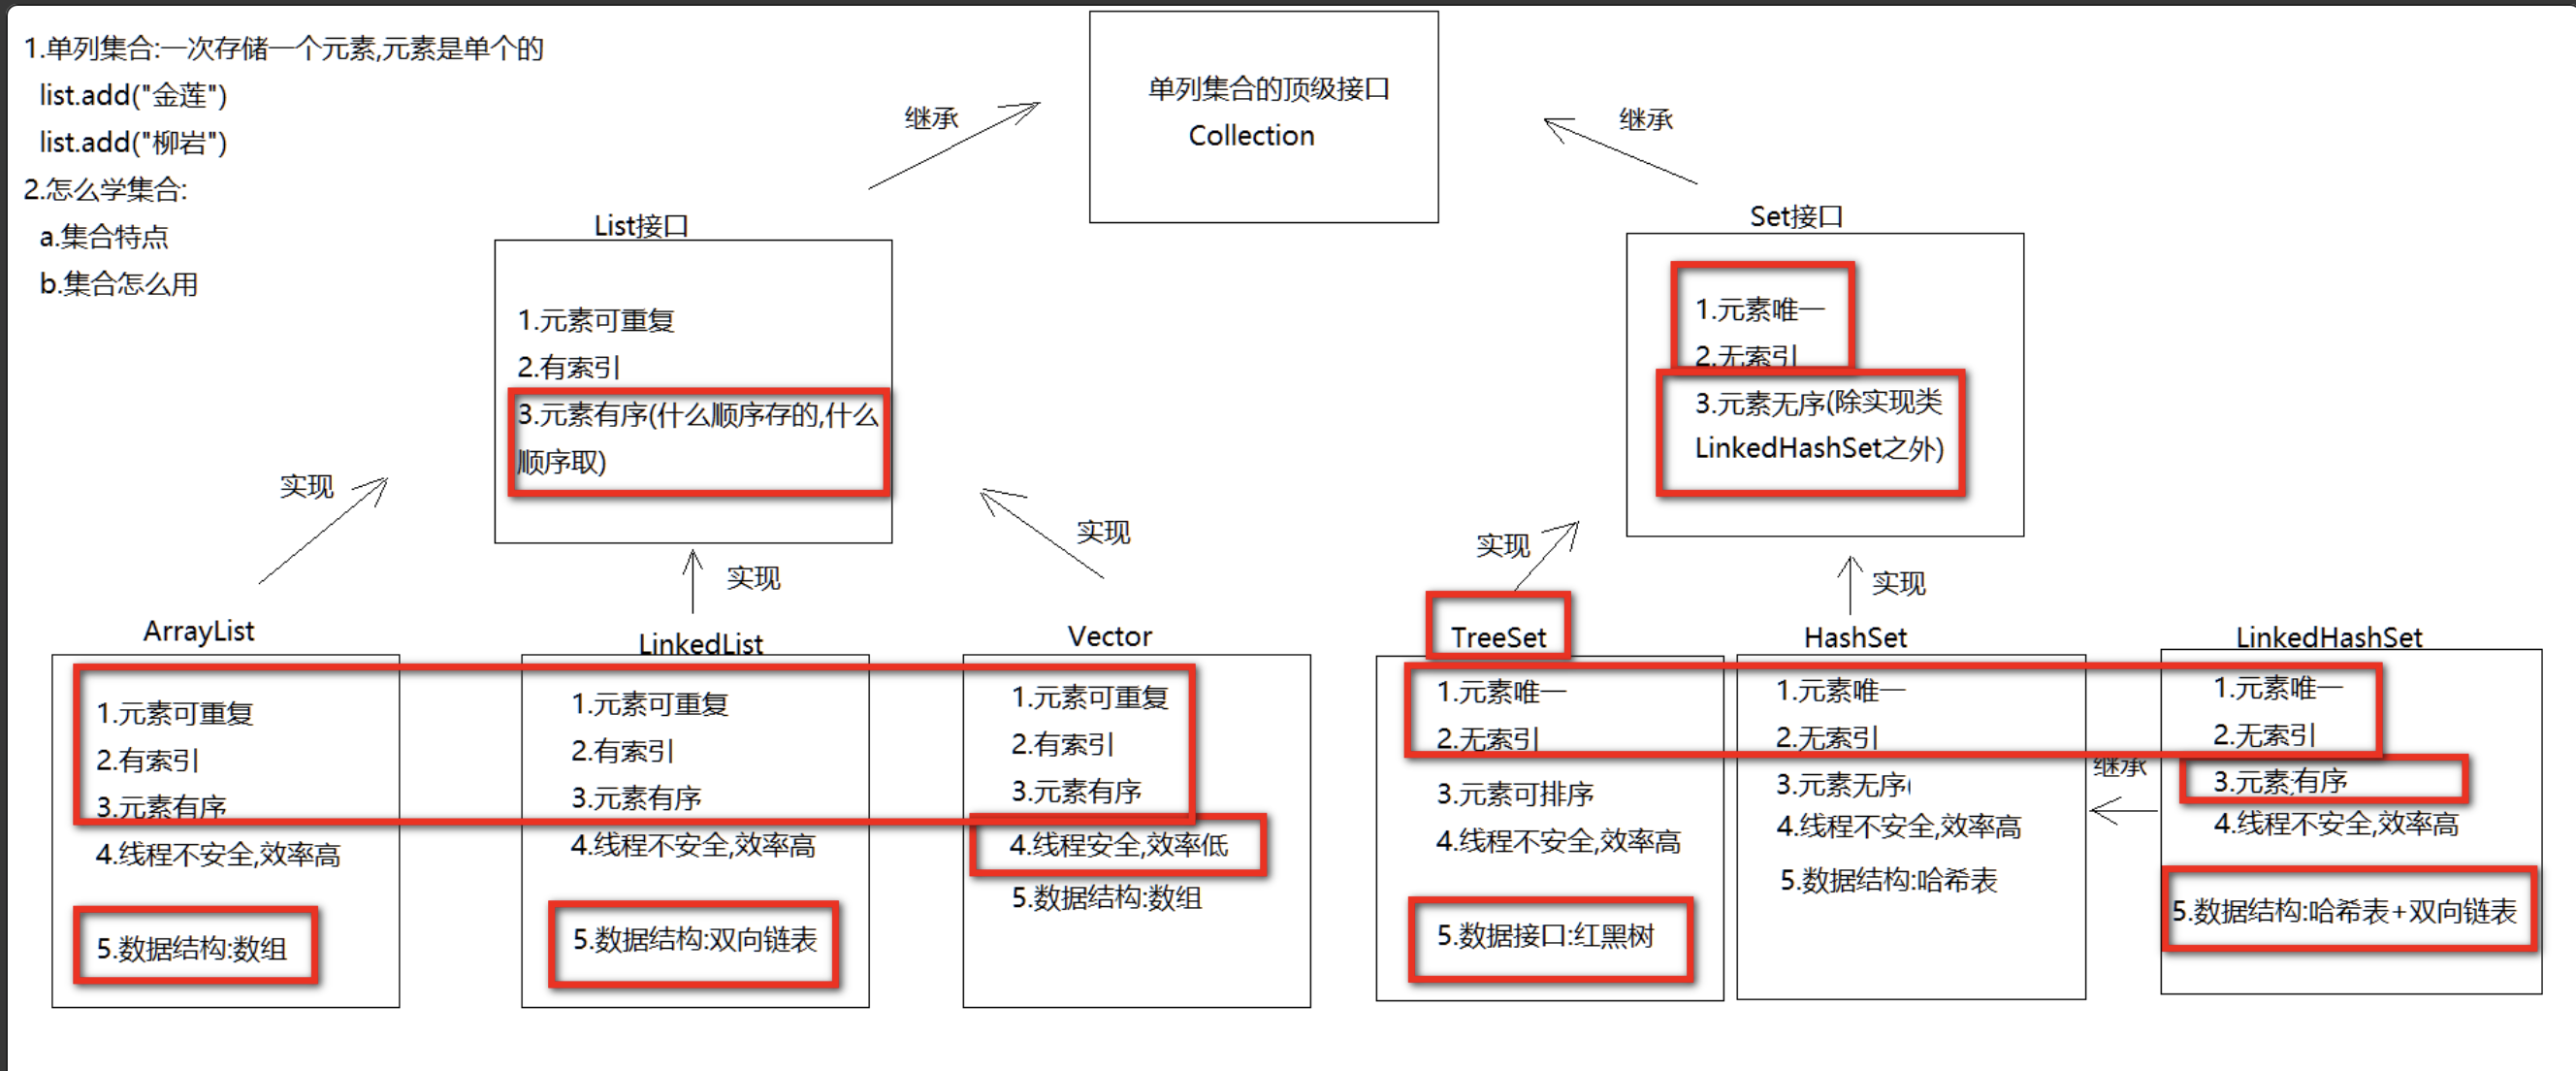 1.单列集合:一次存储一个元素,元素是单个的
list.add("金莲")
list.add("柳岩")
2.怎么学集合:
a.集合特点
b.集合怎么用
单列集合的顶级接口
Collection
继承
继承
List接口
1.元素可重复
2.有索引
3.元素有序(什么顺序存的,什么
顺序取)
Set接口
1.元素唯一
2.无索引
3.元素无序(除实现类
LinkedHashSet之外)
实现
实现
实现
实现
实现
ArrayList
1.元素可重复
2.有索引
3.元素有序
4.线程不安全,效率高
5.数据结构:数组
LinkedList
1.元素可重复
2.有索引
3.元素有序
4.线程不安全,效率高
5.数据结构:双向链表
Vector
1.元素可重复
2.有索引
3.元素有序
4.线程安全,效率低
5.数据结构:数组
TreeSet
1.元素唯一
2.无索引
3.元素可排序
4.线程不安全,效率高
5.数据接口:红黑树
HashSet
1.元素唯一
2.无索引
3.元素无序(
4.线程不安全,效率高
5.数据结构:哈希表
继承
LinkedHashSet
1.元素唯一
2.无索引
3.元素有序
4.线程不安全,效率高
5.数据结构:哈希表+双向链表